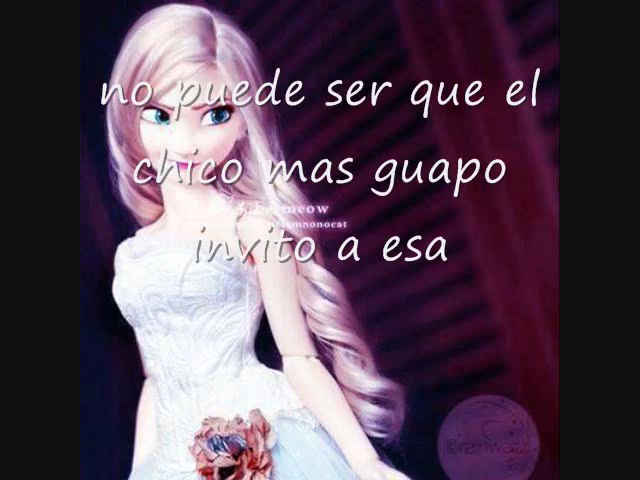 no puede ser que el
chico mas guapo
invito a esa